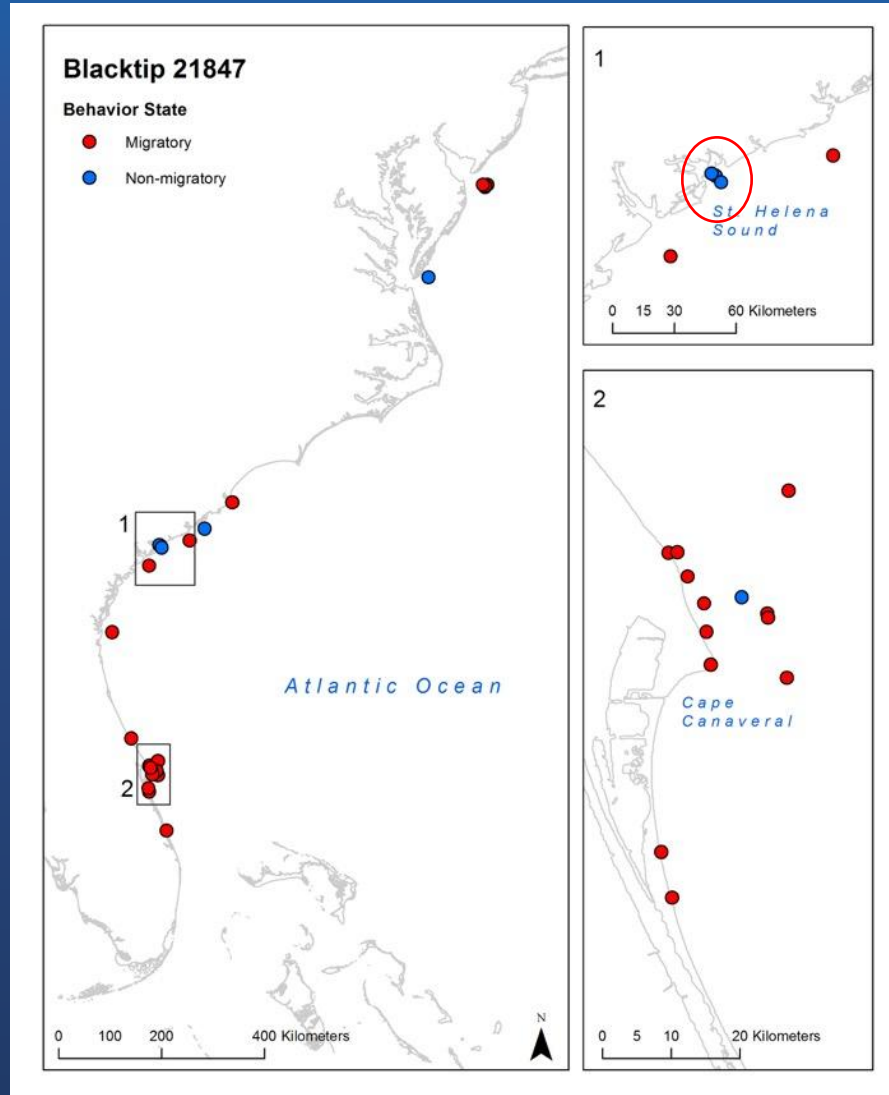 Blacktip 21847
Behavior State
Migratory
Non-migratory
1
2
Atlantic Ocean
0 100 200 400 Kilometers
N
1
St. Helena
Sound
0 15 30 60 Kilometers
2
Cape
Canaveral
0 5 10 20 Kilometers